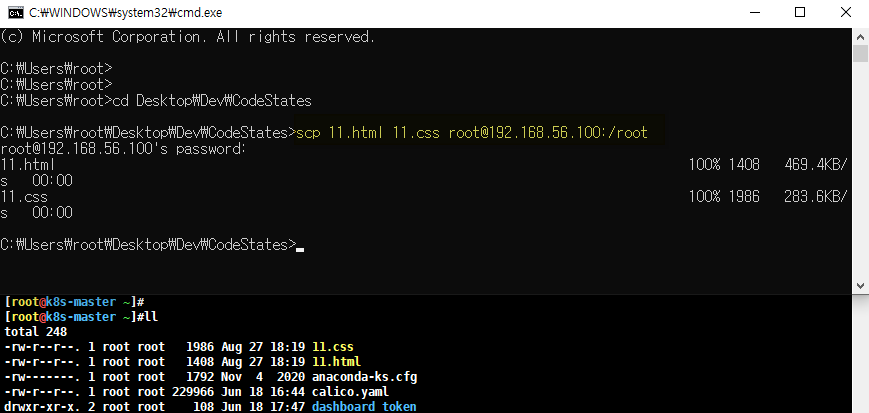 C:₩WINDOWS₩system32₩cmd.exe
(c) Microsoft Corporation. All rights reserved.
C:₩Users₩root>
C:₩Users₩root>
C:₩Users₩root>cd Desktop₩Dev₩CodeStates
C:₩Users₩root₩Desktop₩Dev₩CodeStates>scp 11.html 11.css root@192.168.56.100:/root
root@192.168.56.100's password:
11.html 100% 1408 469.4KB/
s 00:00
11.css 100% 1986 283.6KB/
s 00:00
C:₩Users₩root₩Desktop₩Dev₩CodeStates>
[root@k8s-master ~]#
[root@k8s-master ~]#ll
total 248
-rw-r--r--. 1 root root 1986 Aug 27 18:19 11.css
-rw-r--r--. 1 root root 1408 Aug 27 18:19 11.html
-rw-------. 1 root root 1792 Nov 4 2020 anaconda-ks.cfg
-rw-r--r--. 1 root root 229966 Jun 18 16:44 calico.yaml
drwxr-xr-x. 2 root root 108 Jun 18 17:47 dashboard_token